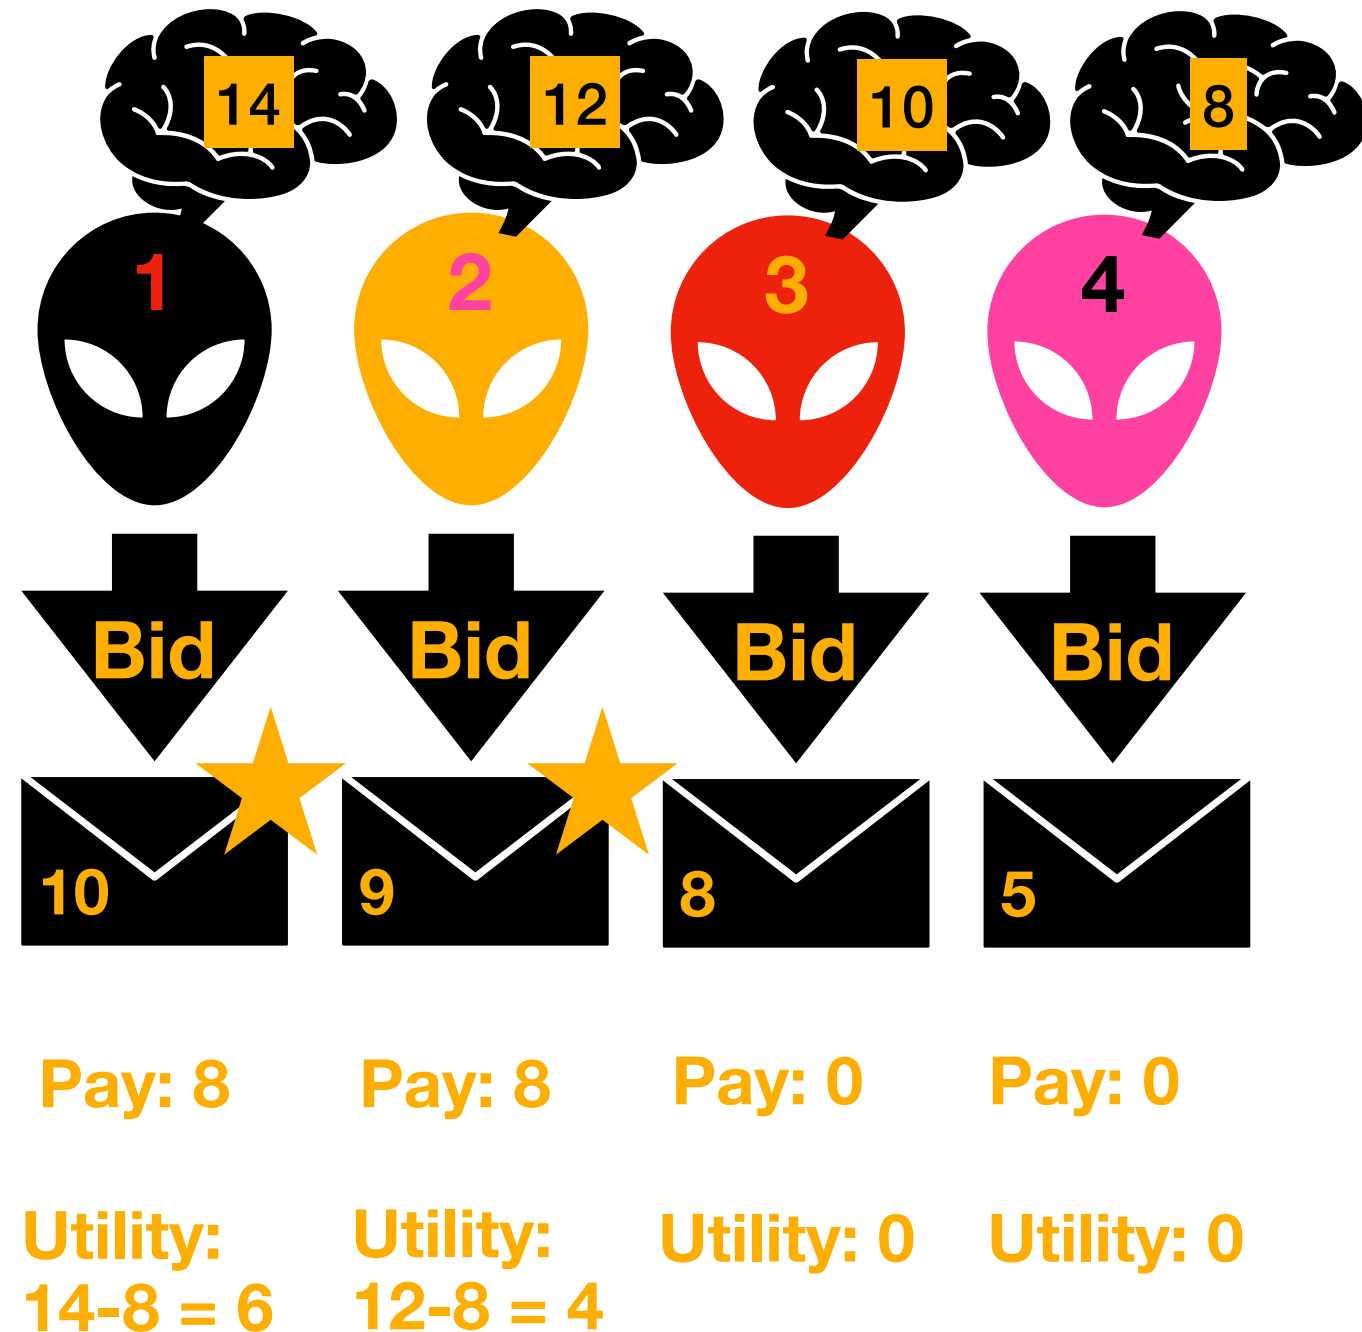 14 12 10 8
1 2 3 4
Bid Bid Bid Bid
10 9 8 5
Pay: 8 Pay: 8 Pay: 0 Pay: 0
Utility: Utility: Utility: 0 Utility: 0
14-8 = 6 12-8 = 4